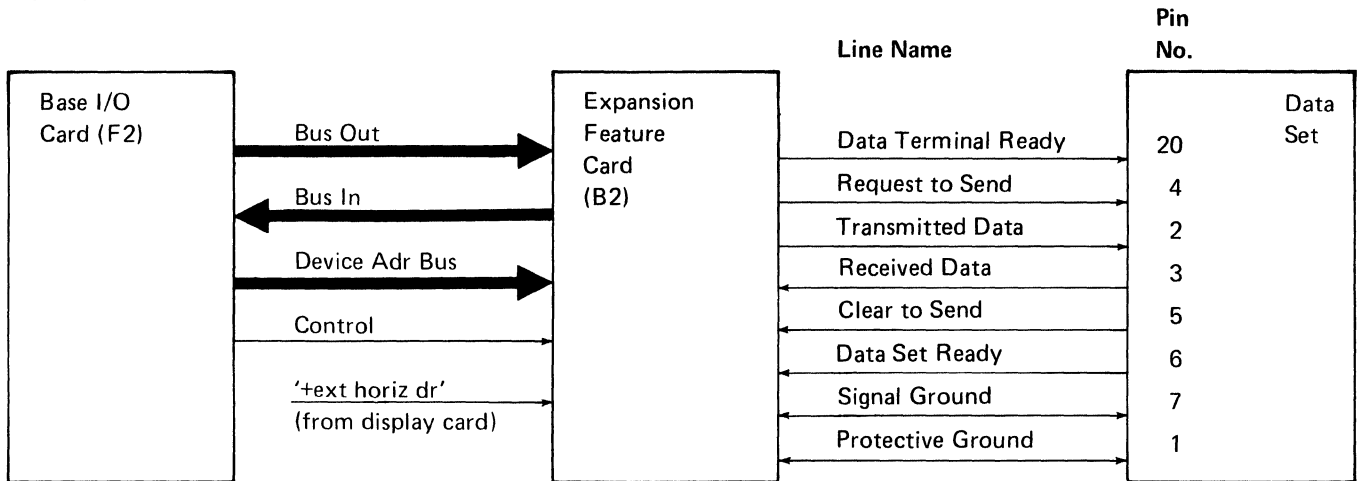 Pin
Line Name
No.
Base I/O
Card (F2)
Bus Out
Bus In
Device Adr Bus
Control
'+ext horiz dr'
(from display card)
Expansion
Feature
Card
(B2)
Data Terminal Ready
Request to Send
Transmitted Data
Received Data
Clear to Send
Data Set Ready
Signal Ground
Protective Ground
20
4
2
3
5
6
7
1
Data
Set